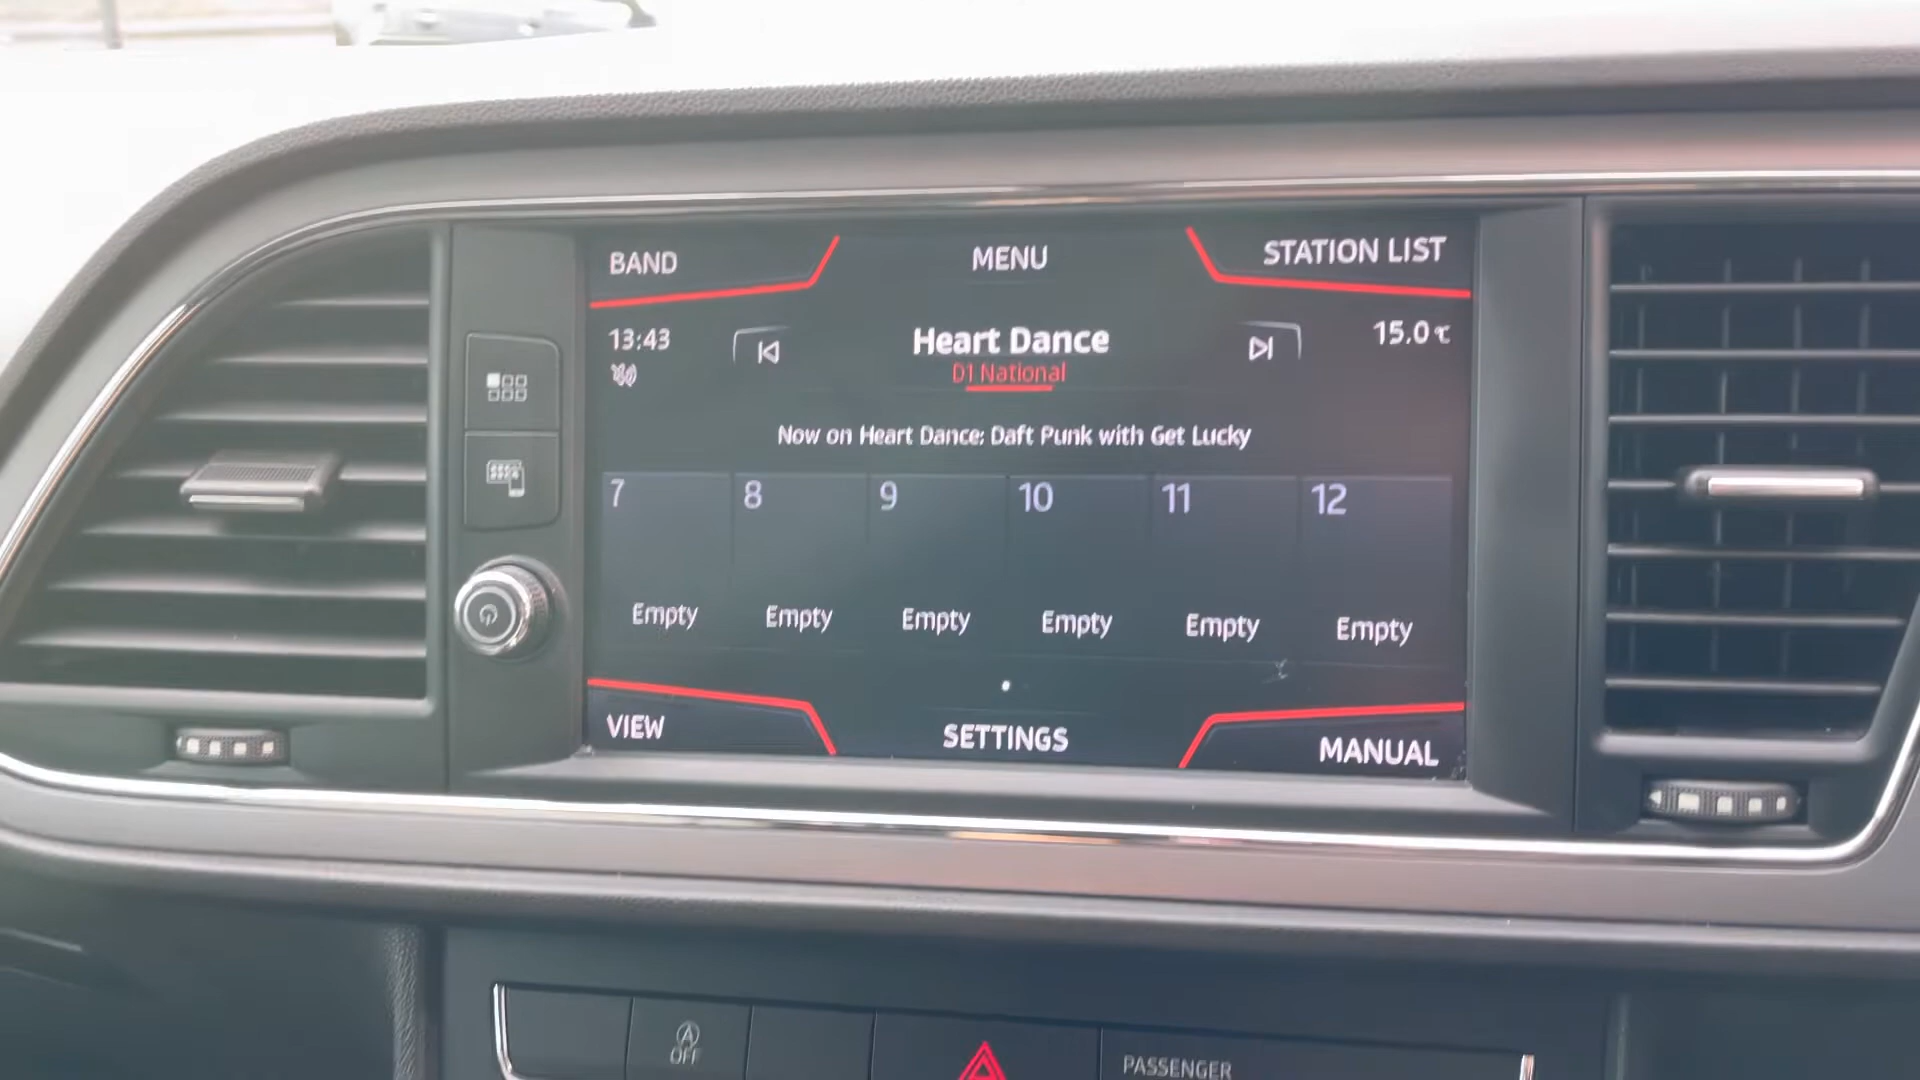 BAND
MENU
STATION LIST
13:43
Heart Dance
15.0℃
D1 National
Now on Heart Dance: Daft Punk with Get Lucky
7 8 9 10 11 12
Empty Empty Empty Empty Empty Empty
VIEW
SETTINGS
MANUAL
A
OFF
PASSENGER